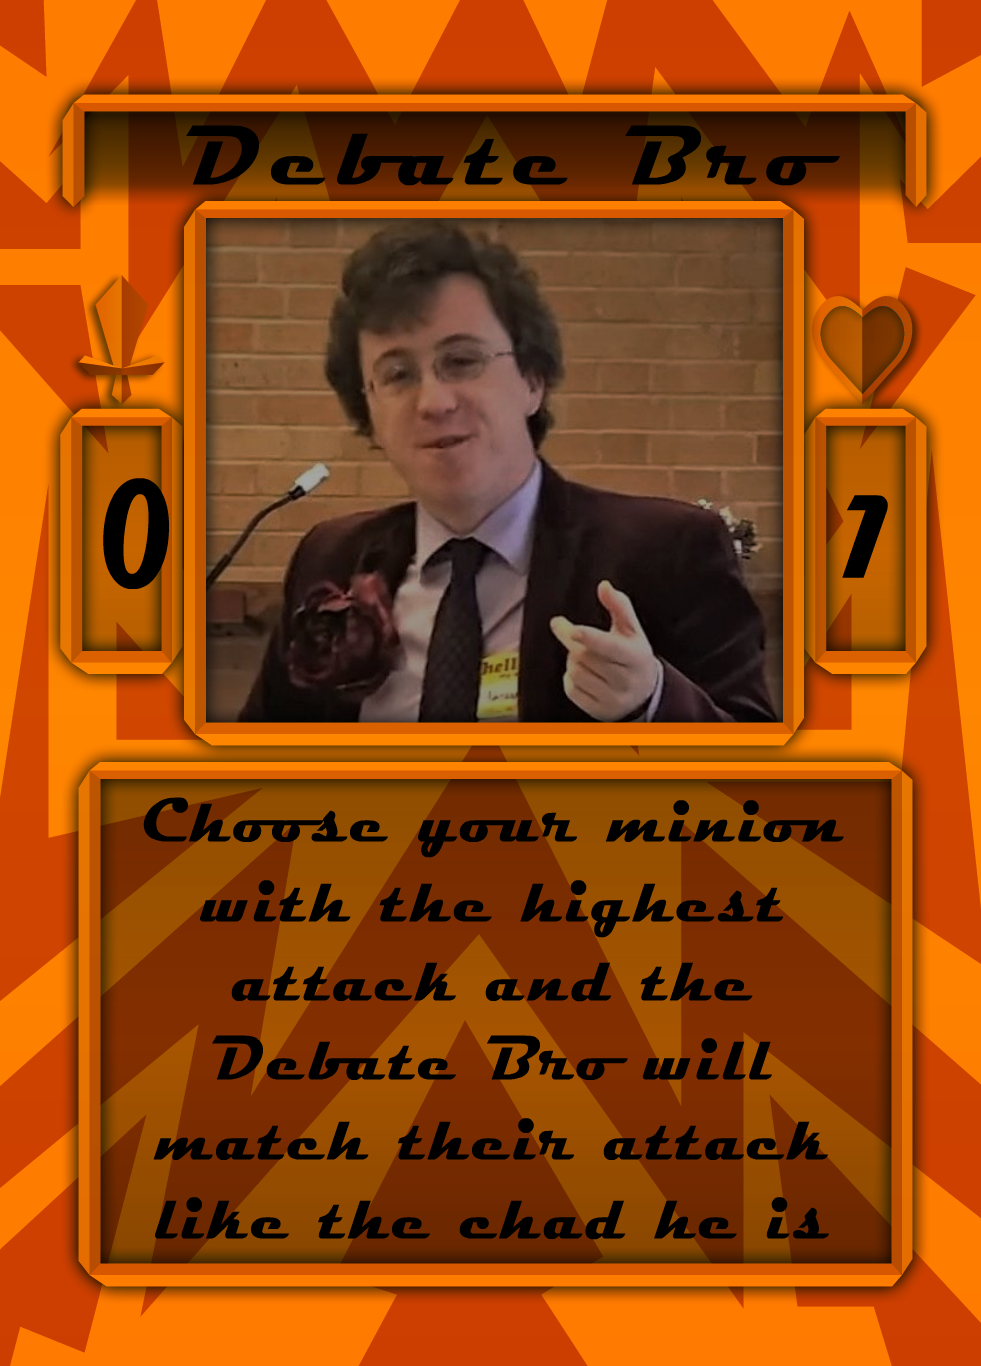 Debate Bro
0
1
hell
Choose your minion
with the highest
attack and the
Debate Bro will
match their attack
like the chad he is